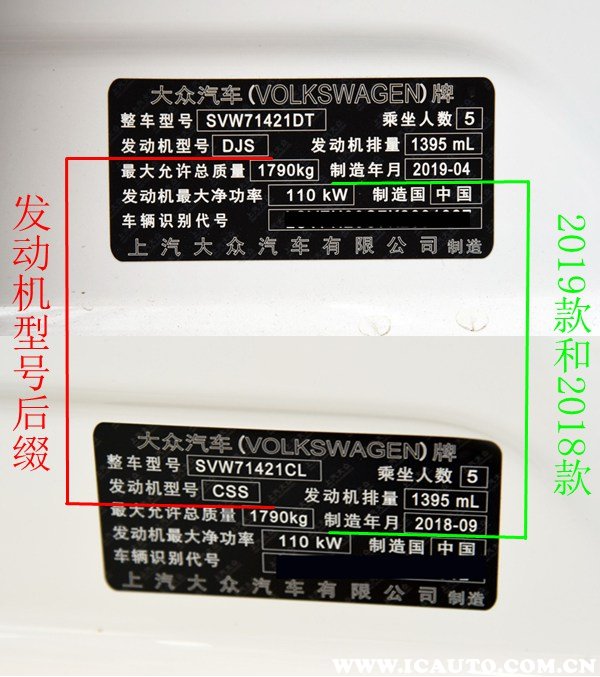 大众汽车(VOLKSWAGEN)牌
整车型号 SVW71421DT 乘坐人数 5
发动机型号 DJS 发动机排量 1395 mL
最大允许总质量 1790kg 制造年月 2019-04
发动机最大净功率 110 kW 制造国 中国
车辆识别代号
上汽大众汽车有限公司 制造
发动机型号后缀
2019款和2018款
大众汽车(VOLKSWAGEN)牌
整车型号 SVW71421CL 乘坐人数 5
发动机型号 CSS 发动机排量 1395 mL
最大允许总质量 1790kg 制造年月 2018-09
发动机最大净功率 110 kW 制造国 中国
车辆识别代号
上汽大众汽车有限公司 制造
WWW.ICAUTO.COM.CN